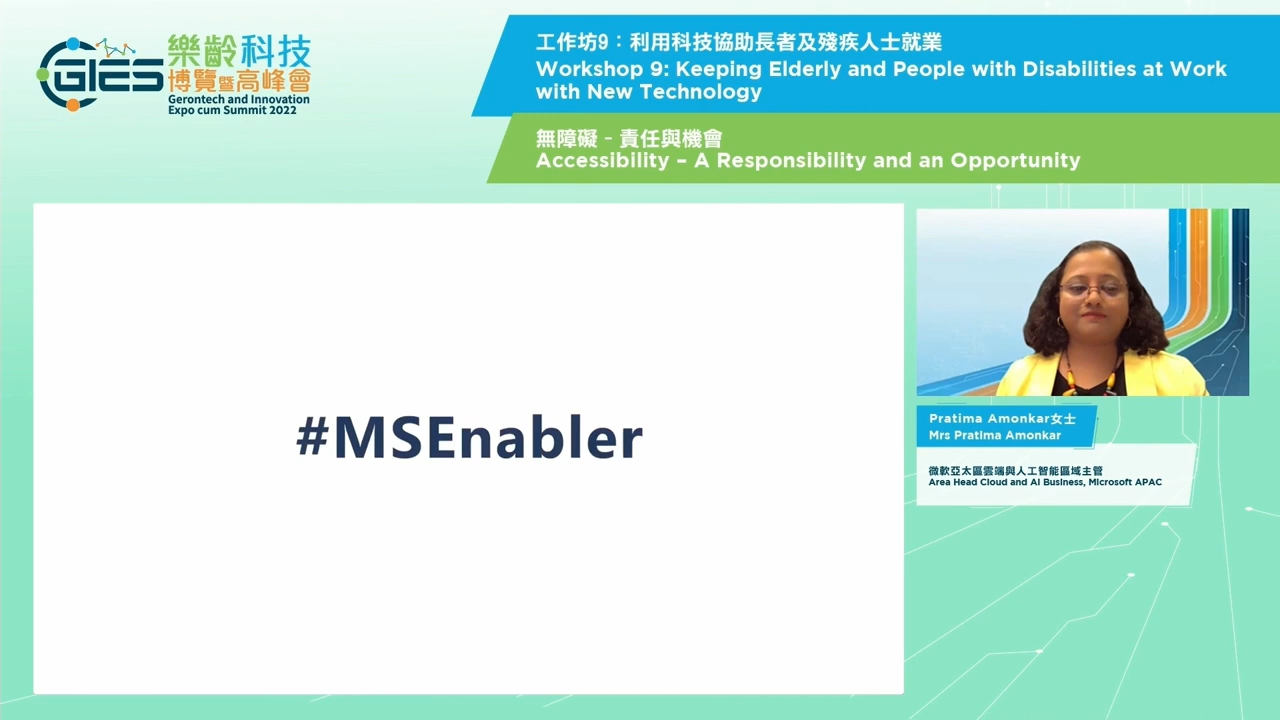 GIES
樂齡科技
博覽暨高峰會
Gerontech and Innovation
Expo cum Summit 2022
工作坊9：利用科技協助長者及殘疾人士就業
Workshop 9: Keeping Elderly and People with Disabilities at Work
with New Technology
無障礙 - 責任與機會
Accessibility – A Responsibility and an Opportunity
#MSEnabler
Pratima Amonkar女士
Mrs Pratima Amonkar
微軟亞太區雲端與人工智能區域主管
Area Head Cloud and AI Business, Microsoft APAC